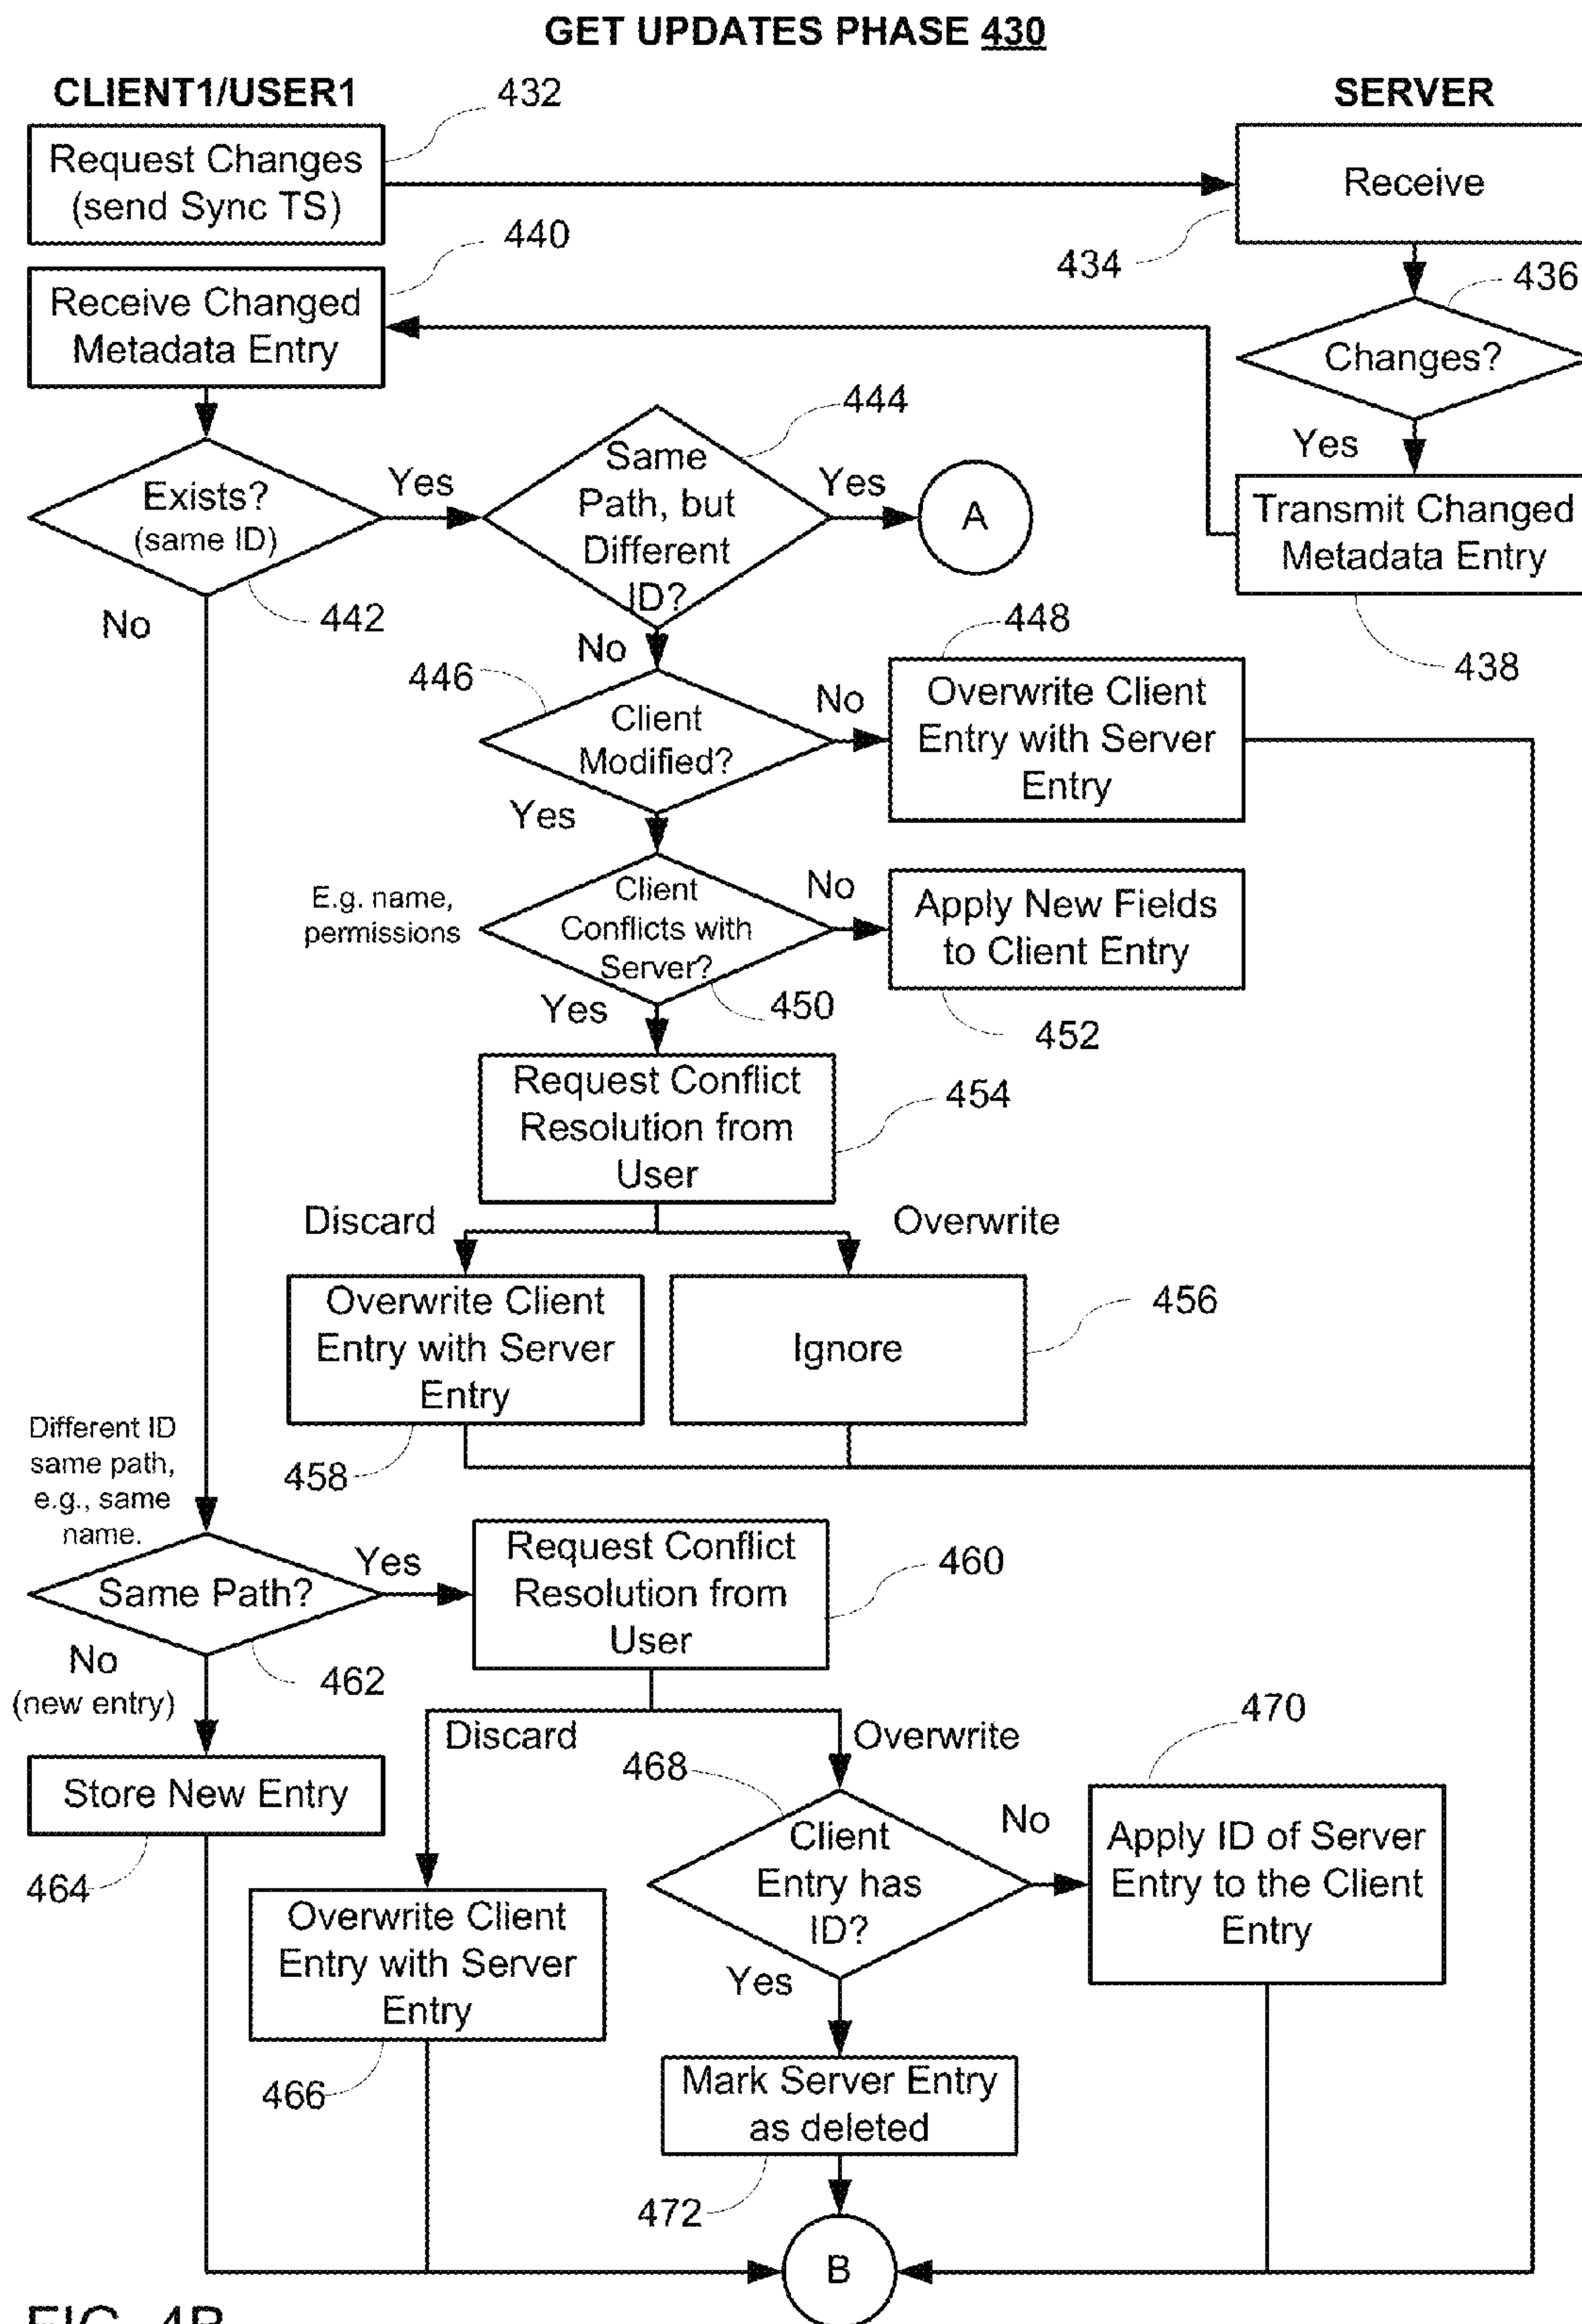 GET UPDATES PHASE 430
CLIENT1/USER1
432
SERVER
Request Changes
(send Sync TS)
Receive
434
440
Receive Changed
Metadata Entry
436
Changes?
Yes
Transmit Changed
Metadata Entry
438
Exists?
(same ID)
442
Yes
No
444
Same
Path, but
Different
ID?
Yes
A
No
446
Client
Modified?
No
448
Overwrite Client
Entry with Server
Entry
Yes
E.g. name,
permissions
Client
Conflicts with
Server?
450
No
Apply New Fields
to Client Entry
452
Yes
Request Conflict
Resolution from
User
454
Discard
Overwrite
Overwrite Client
Entry with Server
Entry
458
Ignore
456
Different ID
same path,
e.g., same
name.
Same Path?
462
Yes
Request Conflict
Resolution from
User
460
No
(new entry)
Store New Entry
464
Discard
Overwrite
Overwrite Client
Entry with Server
Entry
466
468
Client
Entry has
ID?
No
470
Apply ID of Server
Entry to the Client
Entry
Yes
Mark Server Entry
as deleted
472
B
FIG. 4B